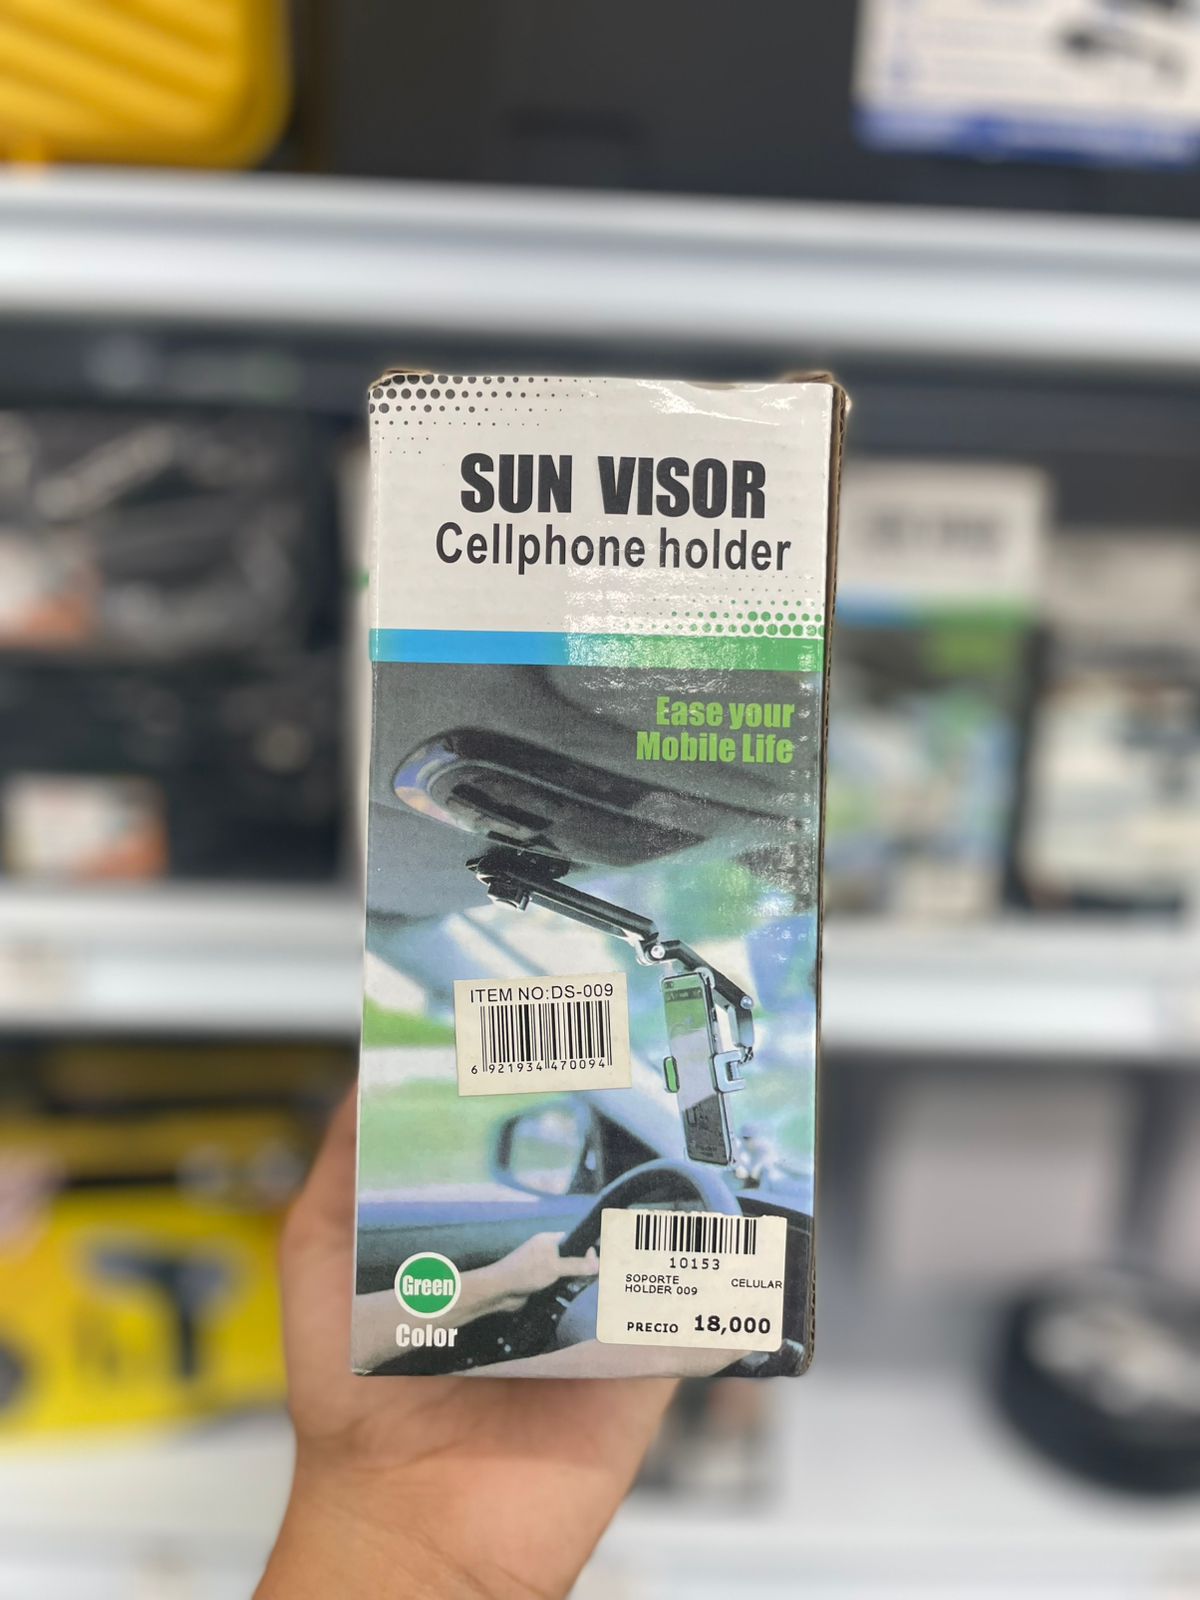 SUN VISOR
Cellphone holder
Ease your
Mobile Life
ITEM NO:DS-009
6 921934 470094
10153
SOPORTE CELULAR
HOLDER 009
PRECIO 18,000
Green
Color